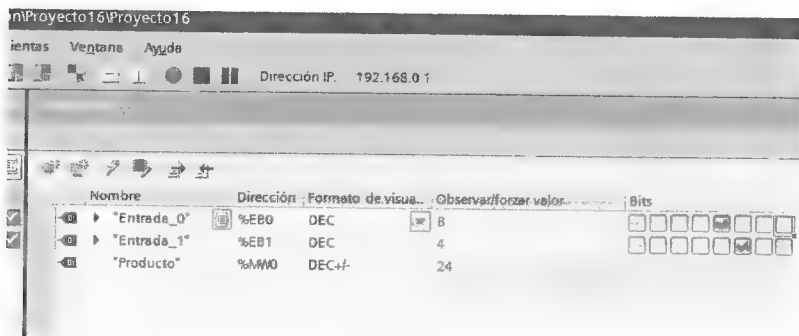 n\Proyecto16\Proyecto16
ientas Ventana Ayuda
Dirección IP. 192.168.0 1
Nombre Dirección Formato de visua... Observar/forzar valor Bits
"Entrada_0" %EB0 DEC 8
"Entrada_1" %EB1 DEC 4
"Producto" %MW0 DEC+/- 24